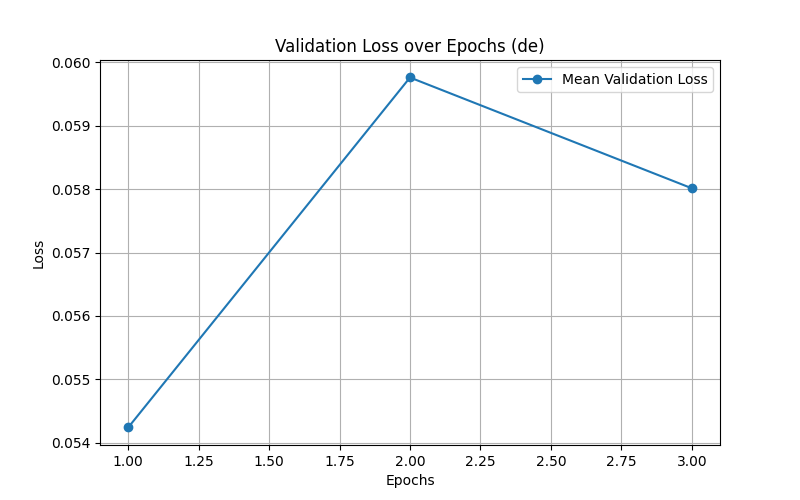 Validation Loss over Epochs (de)
Mean Validation Loss
0.060
0.059
0.058
0.057
0.056
0.055
0.054
Loss
1.00 1.25 1.50 1.75 2.00 2.25 2.50 2.75 3.00
Epochs